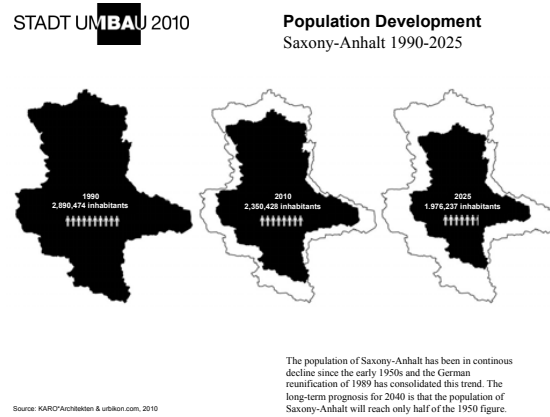 STADT UMBAU 2010
Population Development
Saxony-Anhalt 1990-2025
1990
2,890,474 inhabitants
2010
2,350,428 inhabitants
2025
1.976,237 inhabitants
The population of Saxony-Anhalt has been in continous
decline since the early 1950s and the German
reunification of 1989 has consolidated this trend. The
long-term prognosis for 2040 is that the population of
Saxony-Anhalt will reach only half of the 1950 figure.
Source: KARO*Architekten & urbikon.com, 2010